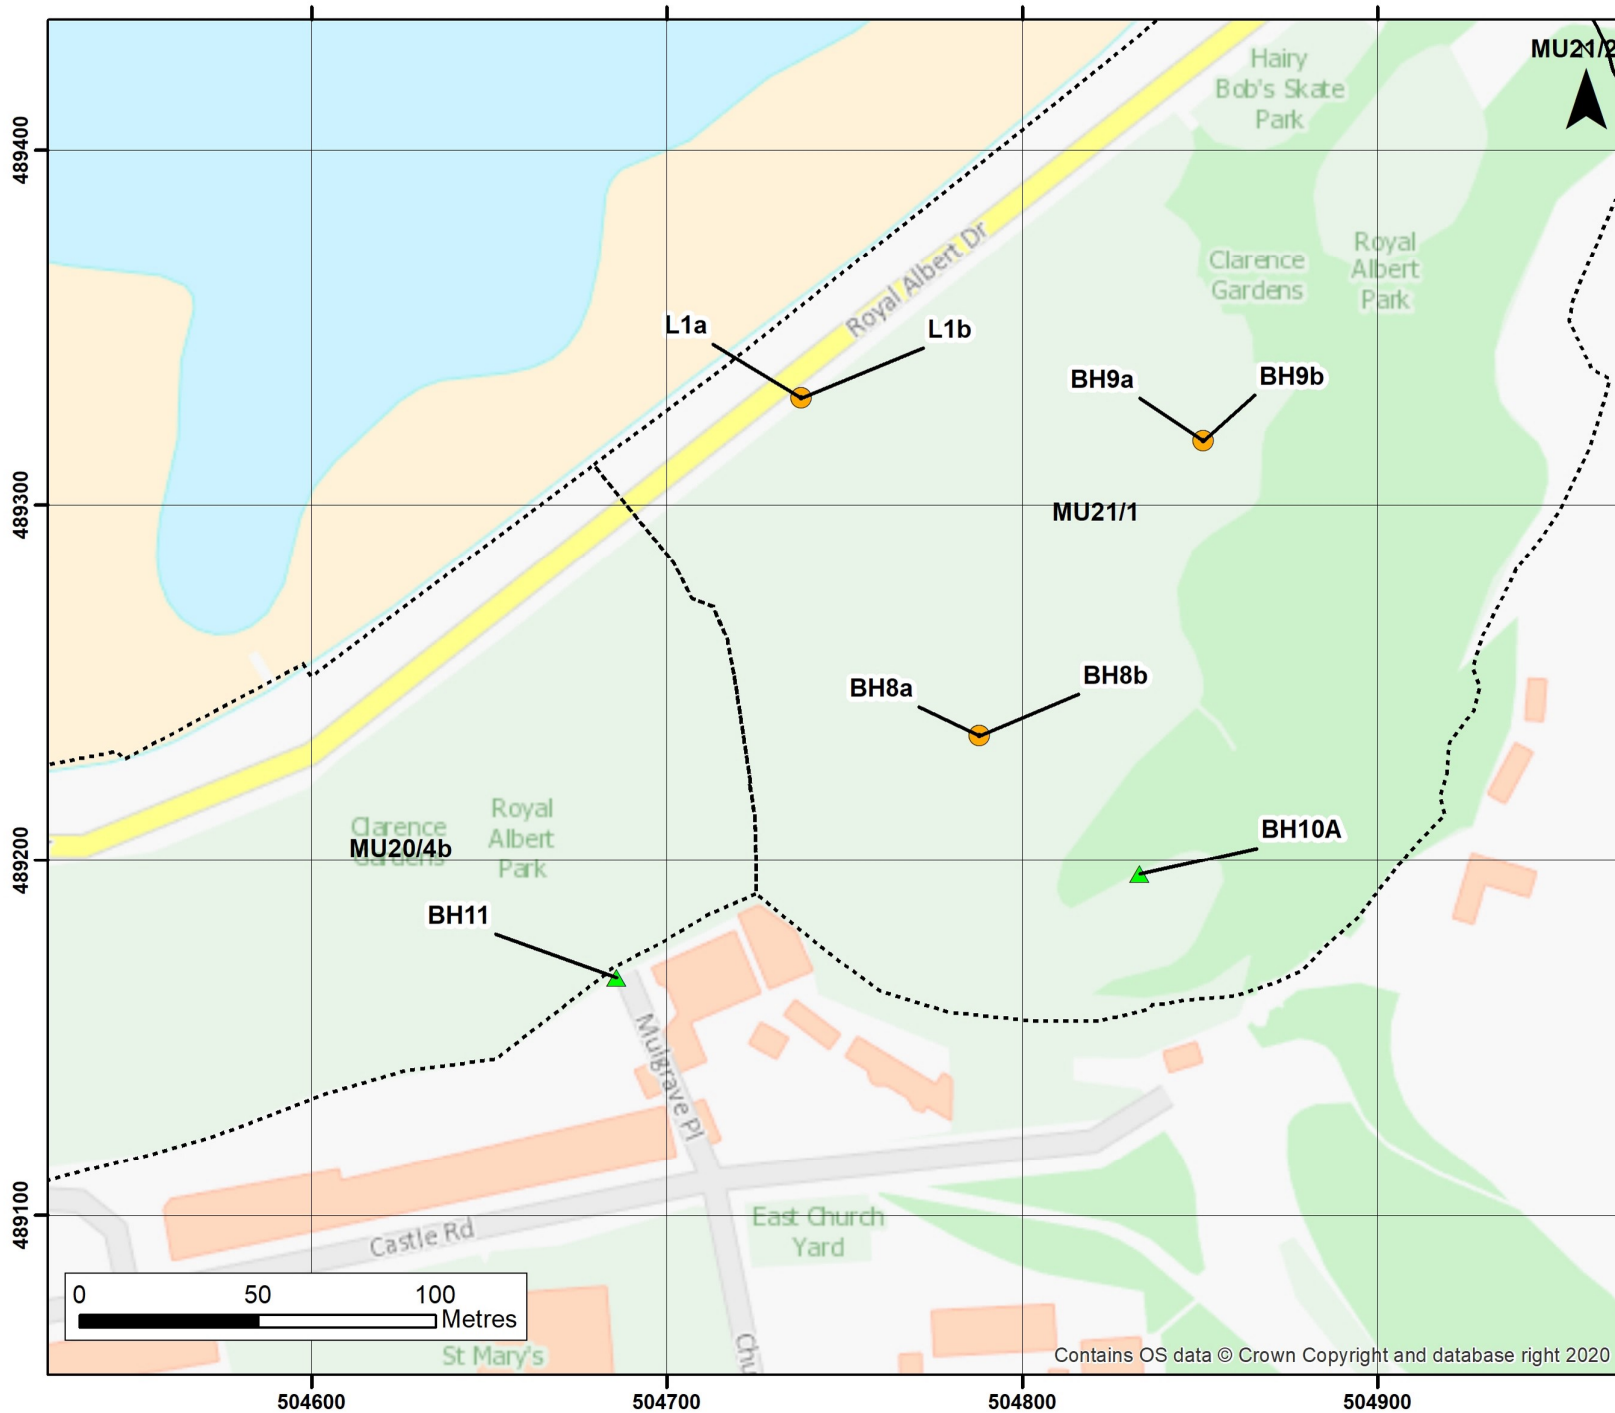 MU21/2
Hairy
Bob's Skate
Park
489400
Royal Albert Dr
Clarence
Gardens
Royal
Albert
Park
L1a
L1b
BH9a
BH9b
489300
MU21/1
BH8a
BH8b
Clarence
Gardens
MU20/4b
Royal
Albert
Park
489200
BH10A
BH11
Mulgrave Pl
489100
Castle Rd
East Church
Yard
0 50 100
Metres
St Mary's
Chu
Contains OS data © Crown Copyright and database right 2020
504600 504700 504800 504900